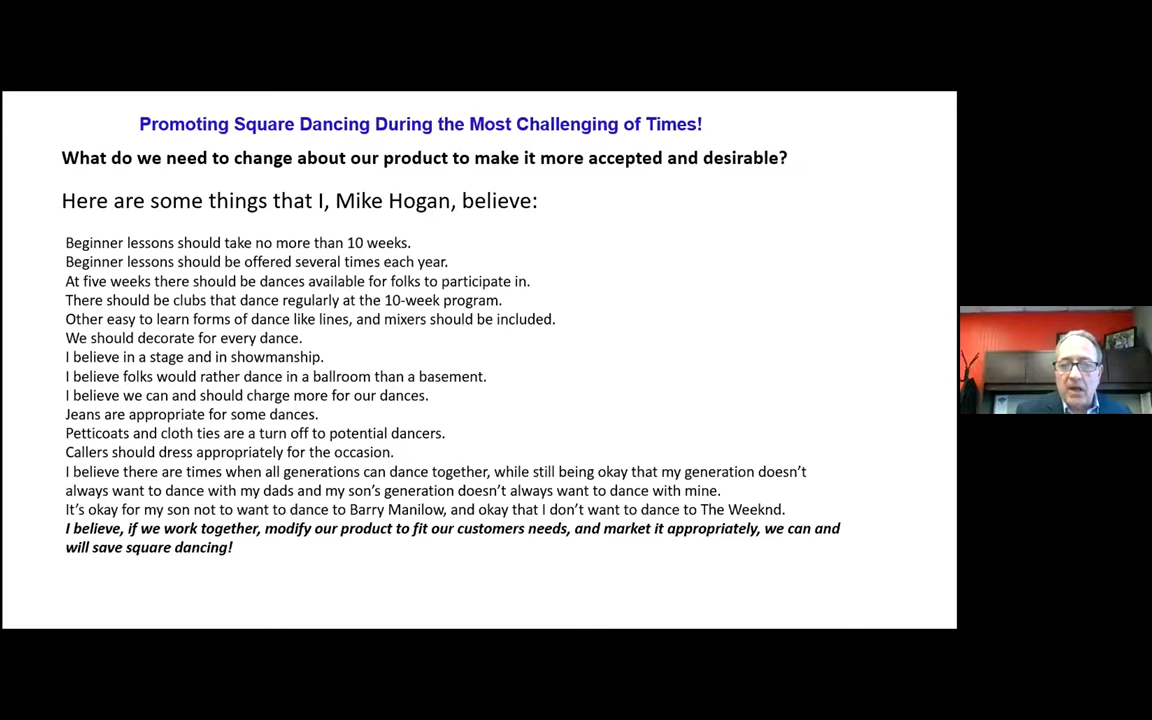 Promoting Square Dancing During the Most Challenging of Times!
What do we need to change about our product to make it more accepted and desirable?
Here are some things that I, Mike Hogan, believe:
Beginner lessons should take no more than 10 weeks.
Beginner lessons should be offered several times each year.
At five weeks there should be dances available for folks to participate in.
There should be clubs that dance regularly at the 10-week program.
Other easy to learn forms of dance like lines, and mixers should be included.
We should decorate for every dance.
I believe in a stage and in showmanship.
I believe folks would rather dance in a ballroom than a basement.
I believe we can and should charge more for our dances.
Jeans are appropriate for some dances.
Petticoats and cloth ties are a turn off to potential dancers.
Callers should dress appropriately for the occasion.
I believe there are times when all generations can dance together, while still being okay that my generation doesn’t
always want to dance with my dads and my son’s generation doesn’t always want to dance with mine.
It’s okay for my son not to want to dance to Barry Manilow, and okay that I don’t want to dance to The Weeknd.
I believe, if we work together, modify our product to fit our customers needs, and market it appropriately, we can and
will save square dancing!